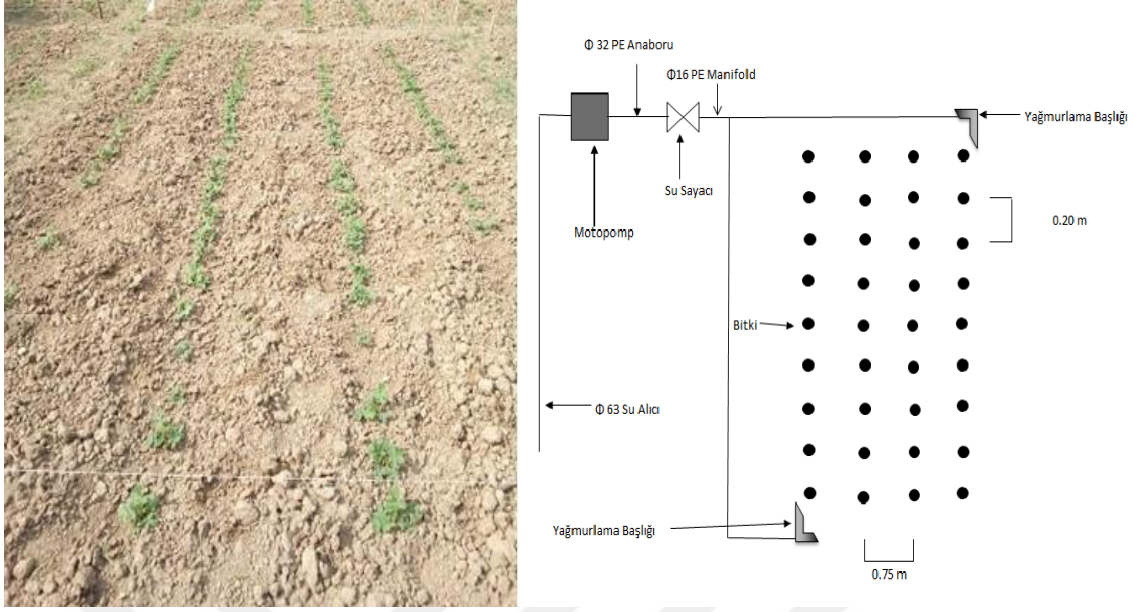 Φ 32 PE Anaboru
Φ16 PE Manifold
Yağmurlama Başlığı
Su Sayacı
Motopomp
0.20 m
Bitki
Φ 63 Su Alıcı
Yağmurlama Başlığı
0.75 m